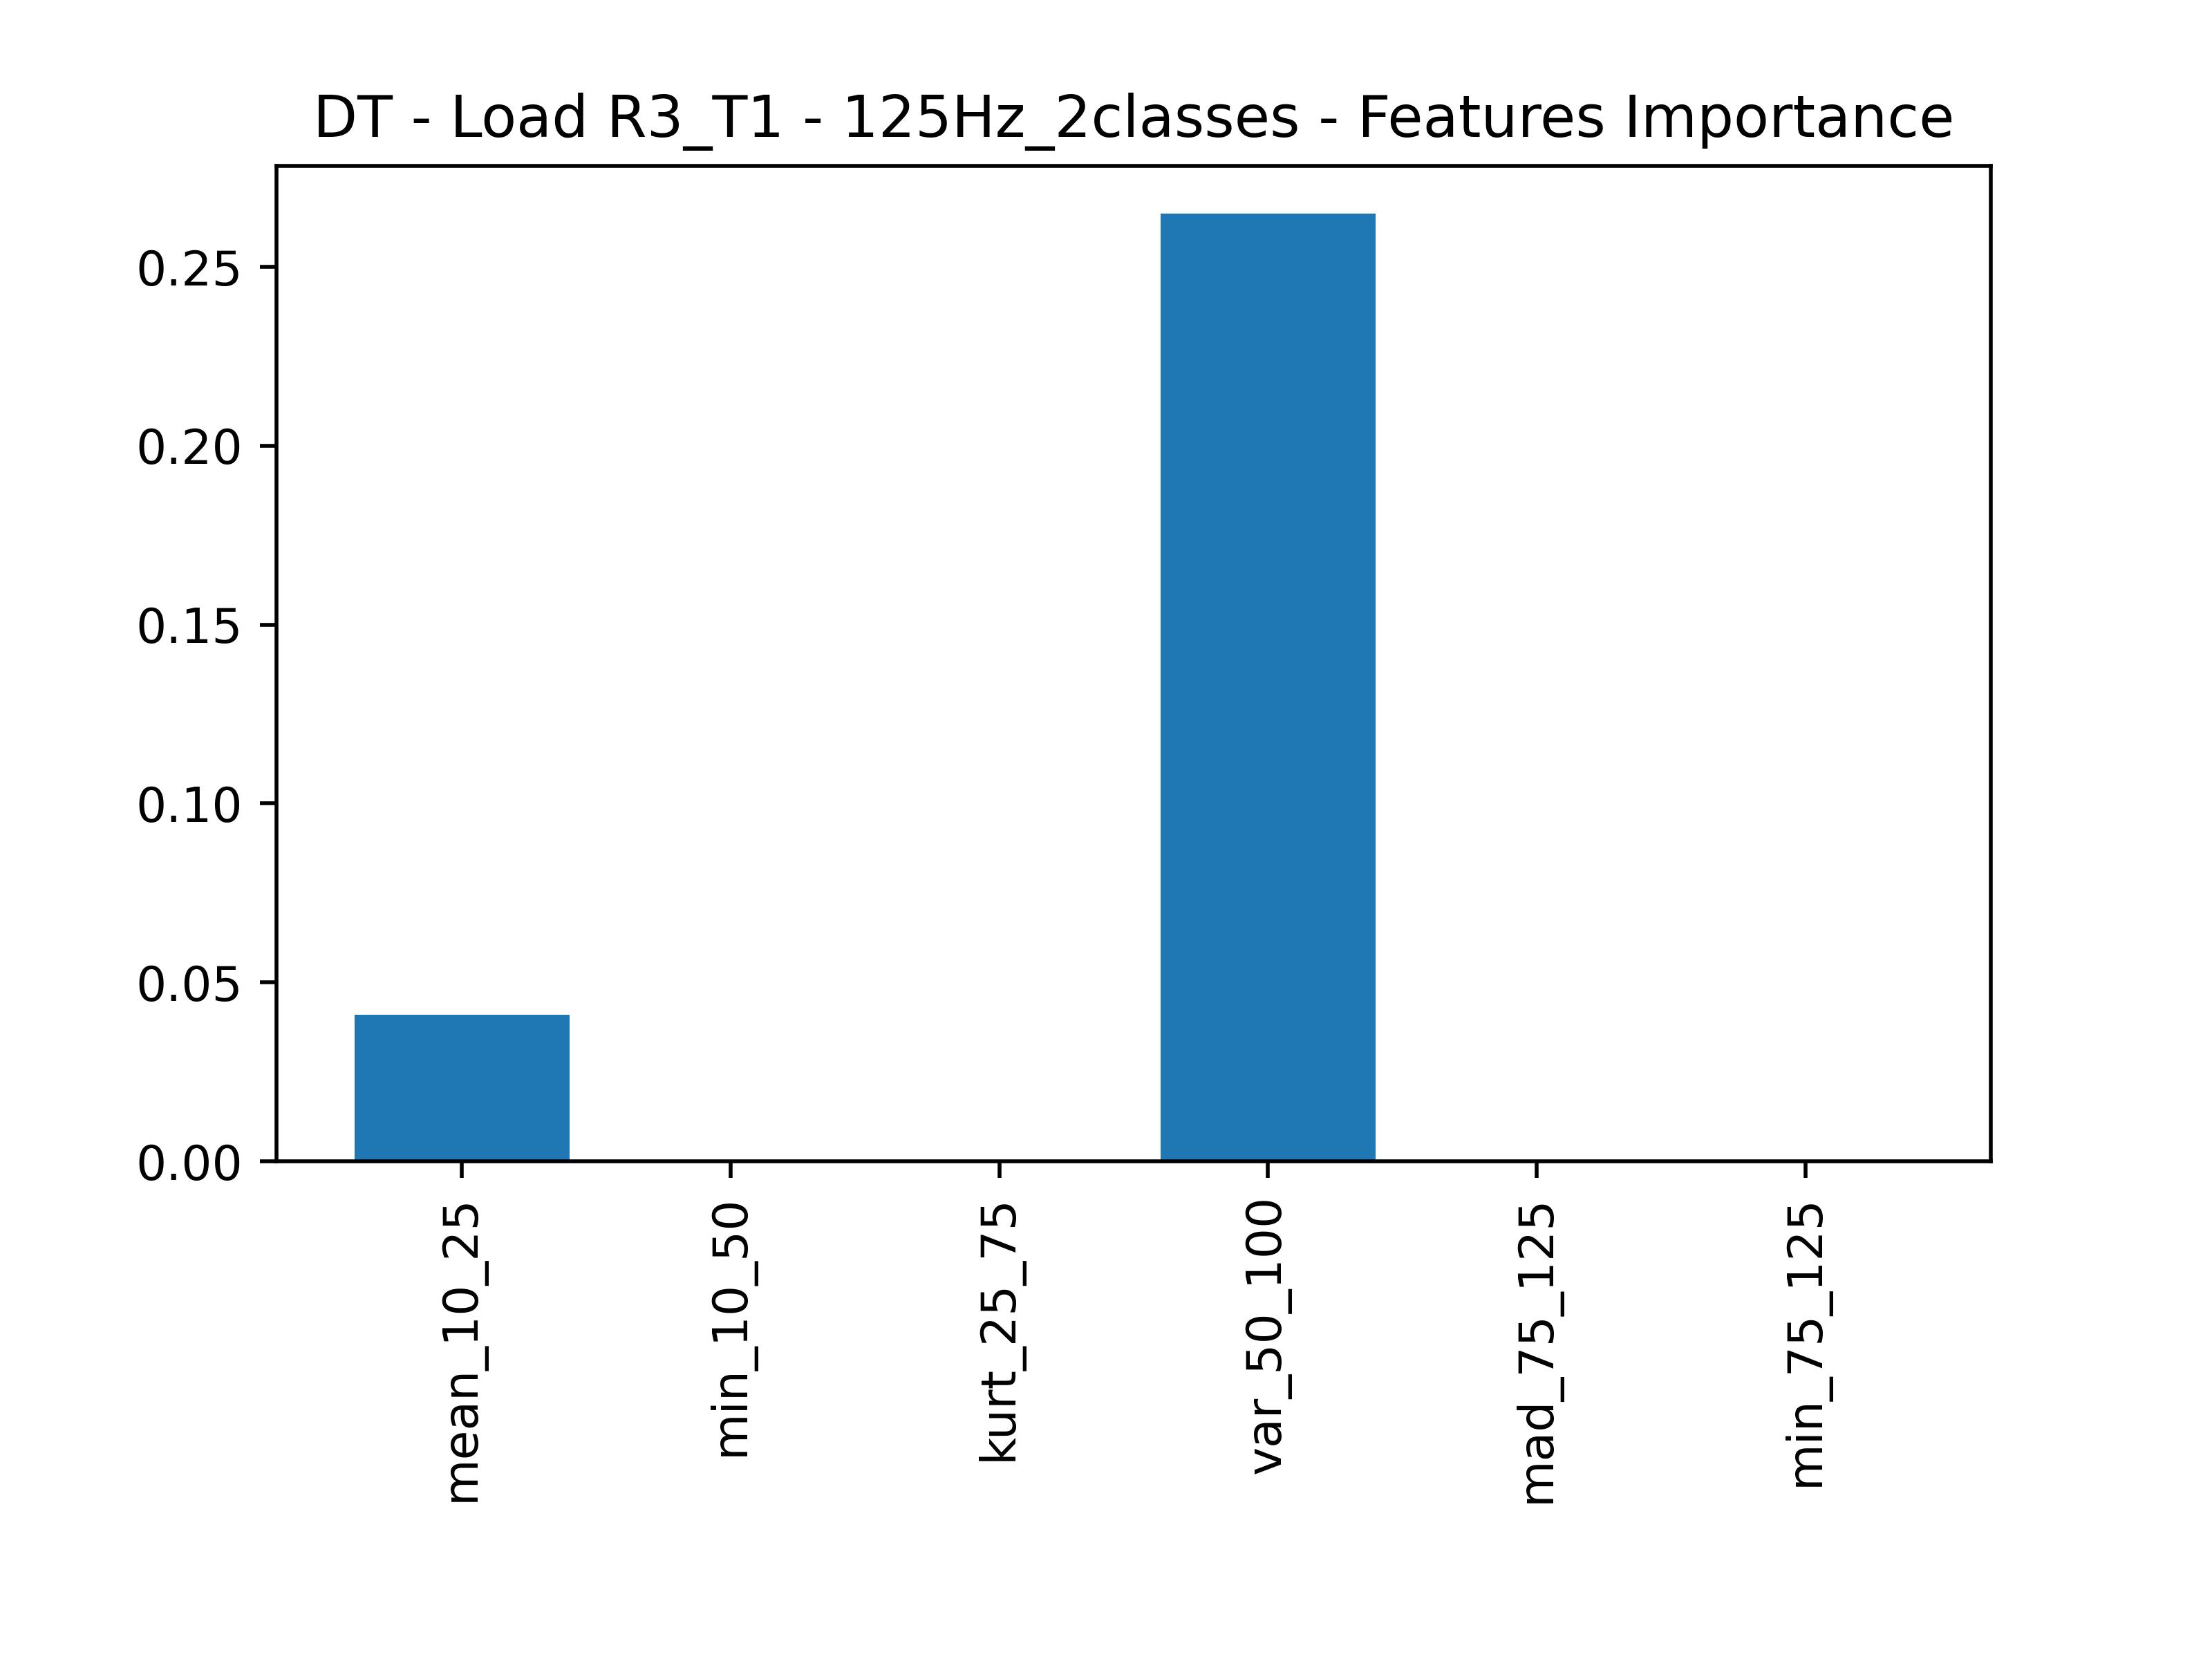 DT - Load R3_T1 - 125Hz_2classes - Features Importance
0.25
0.20
0.15
0.10
0.05
0.00
mean_10_25
min_10_50
kurt_25_75
var_50_100
mad_75_125
min_75_125